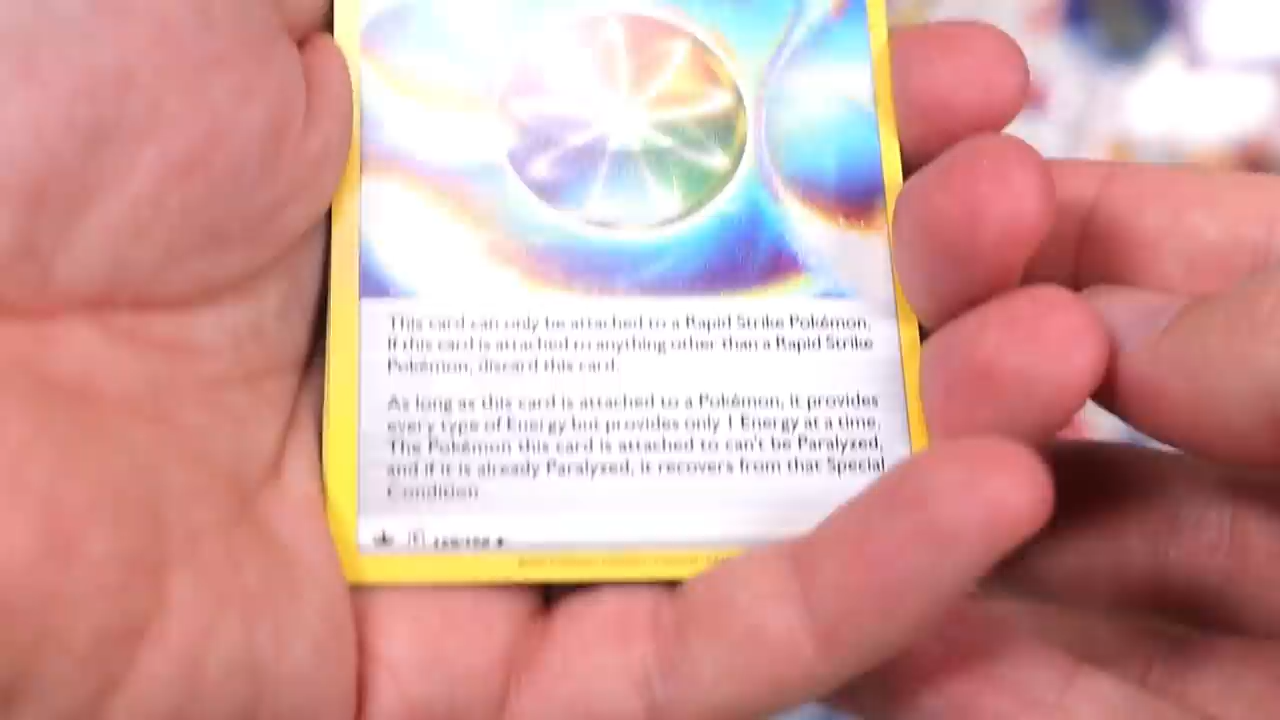 This card can only be attached to a Rapid Strike Pokémon.
If this card is attached to anything other than a Rapid Strike
Pokémon, discard this card.
As long as this card is attached to a Pokémon, it provides
every type of Energy but provides only 1 Energy at a time.
The Pokémon this card is attached to can't be Paralyzed,
and if it is already Paralyzed, it recovers from that Special
Condition.